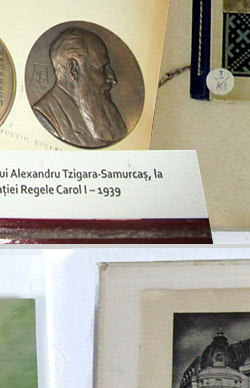 ui Alexandru Tzigara-Samurcaș, la
ației Regele Carol I – 1939